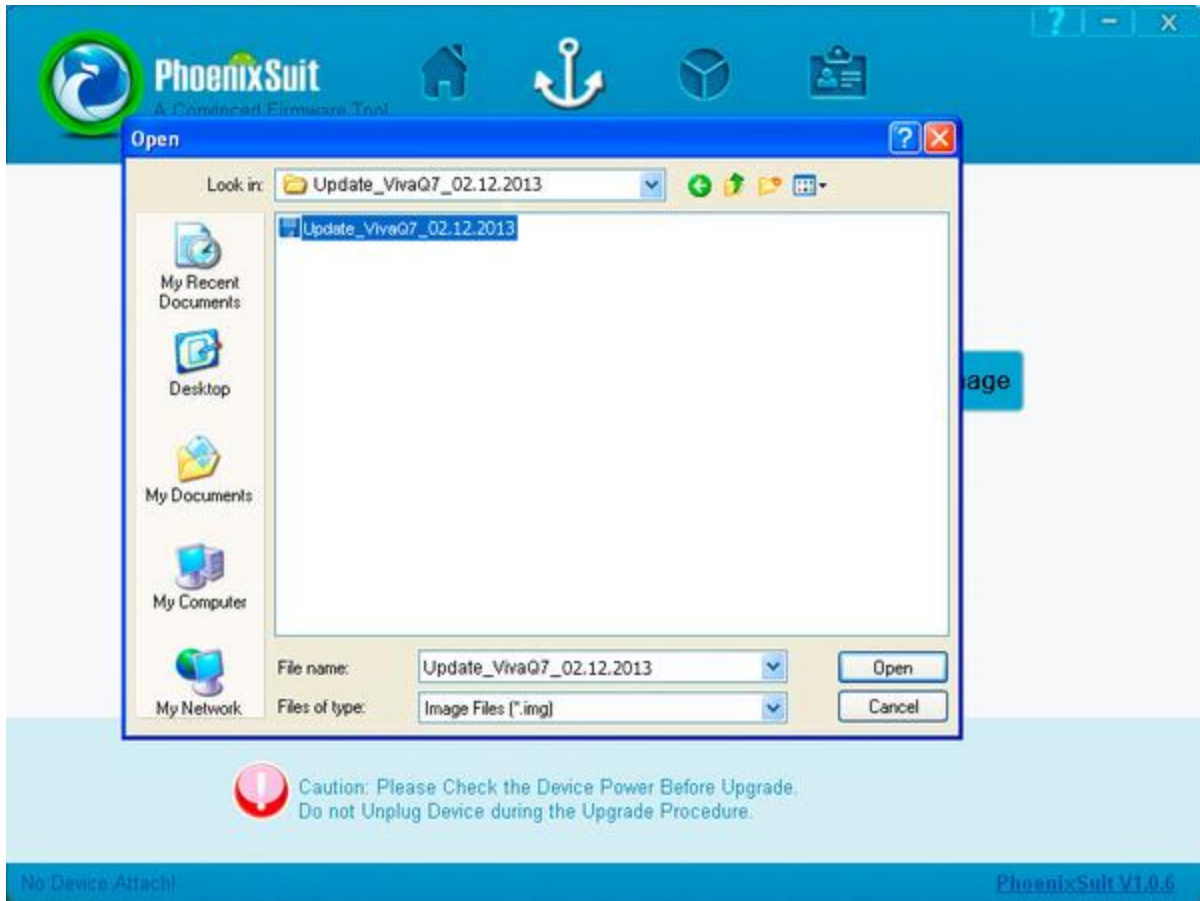 ? - x
PhoenixSuit
A Convinced Firmware Tool
Open
Look in: Update_VivaQ7_02.12.2013
Update_VivaQ7_02.12.2013
My Recent
Documents
Desktop
age
My Documents
My Computer
File name: Update_VivaQ7_02.12.2013 Open
My Network Files of type: Image Files (*.img) Cancel
Caution: Please Check the Device Power Before Upgrade.
Do not Unplug Device during the Upgrade Procedure.
No Device Attach! PhoenixSuit V1.0.6